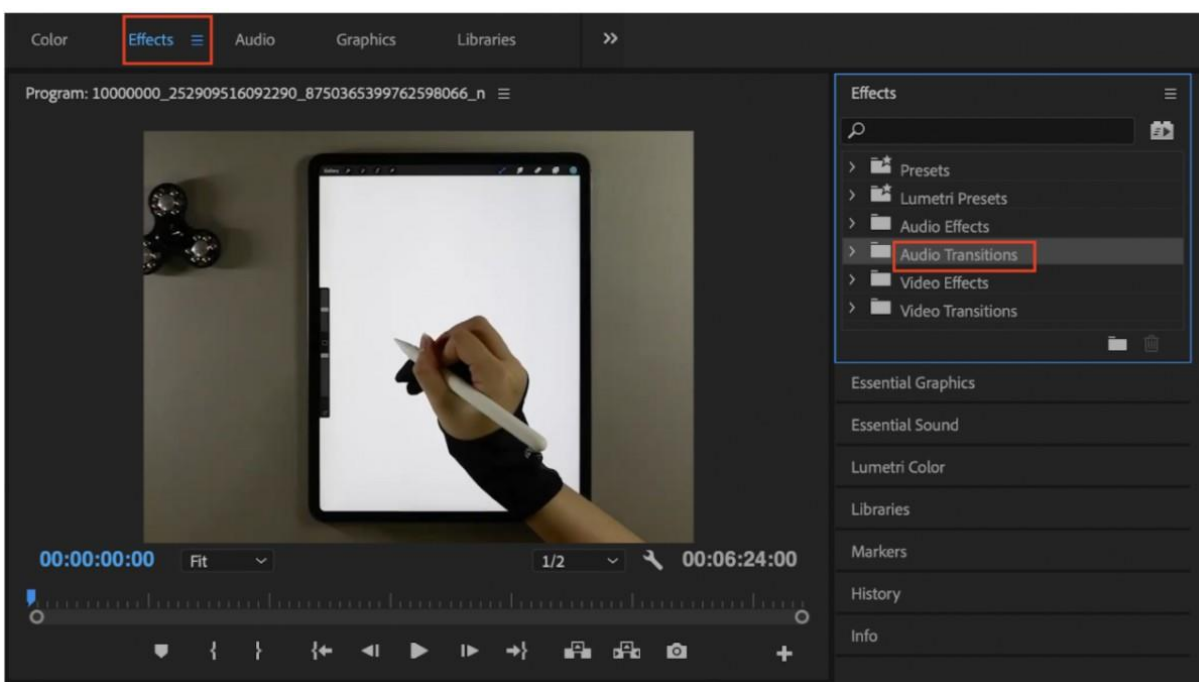 Color Effects Audio Graphics Libraries
Program: 10000000_252909516092290_8750365399762598066_n
Effects
Presets
Lumetri Presets
Audio Effects
Audio Transitions
Video Effects
Video Transitions
Essential Graphics
Essential Sound
Lumetri Color
Libraries
Markers
History
Info
Gallery
00:00:00:00 Fit 1/2 00:06:24:00